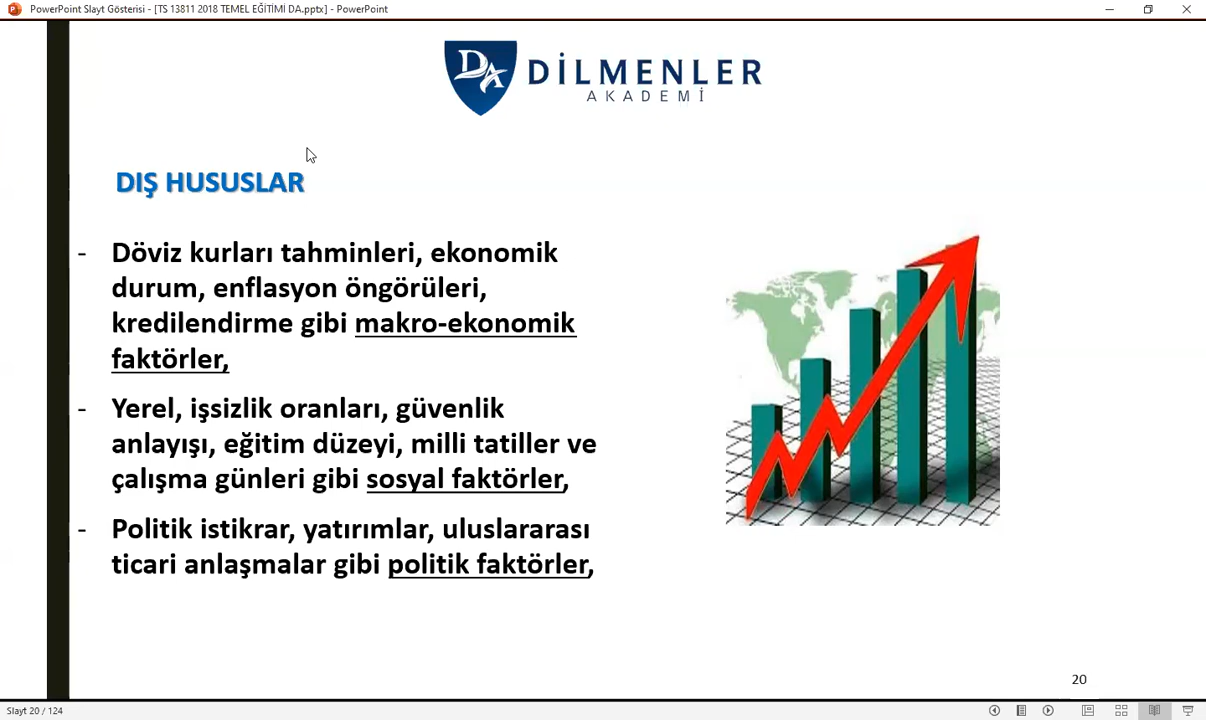 PowerPoint Slayt Gösterisi - [TS 13811 2018 TEMEL EĞİTİMİ DA.pptx] - PowerPoint
DA DİLMENLER
AKADEMİ
DIŞ HUSUSLAR
- Döviz kurları tahminleri, ekonomik
durum, enflasyon öngörüleri,
kredilendirme gibi makro-ekonomik
faktörler,
- Yerel, işsizlik oranları, güvenlik
anlayışı, eğitim düzeyi, milli tatiller ve
çalışma günleri gibi sosyal faktörler,
- Politik istikrar, yatırımlar, uluslararası
ticari anlaşmalar gibi politik faktörler,
20
Slayt 20 / 124